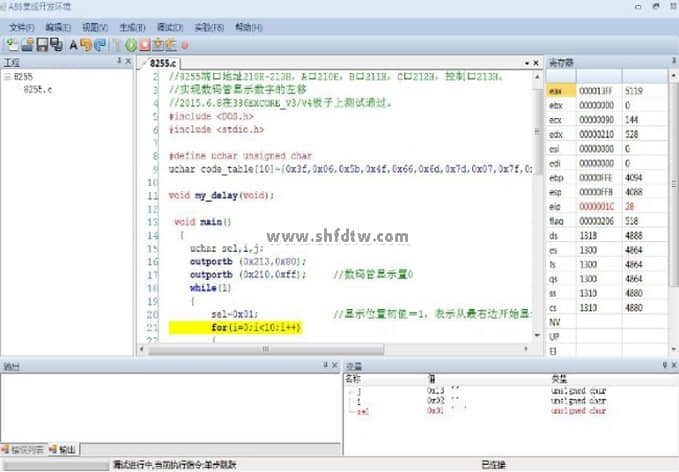 ABS集成开发环境
文件(F) 编辑(E) 视图(V) 生成(B) 调试(D) 实验(F8) 帮助(H)
工程
8255
8255.c
8255.c
2 //8255端口地址210H-213H, A口210H, B口211H, C口212H, 控制口213H。
3 //实现数码管显示数字的左移
4 //2015.6.8在386EXCORE_V3/V4板子上测试通过。
5 #include <DOS.h>
6 #include <stdio.h>
7
8 #define uchar unsigned char
9 uchar code_table[10]={0x3f,0x06,0x5b,0x4f,0x66,0x6d,0x7d,0x07,0x7f,0x
10
11 void my_delay(void);
12
13 void main()
14 {
15 uchar sel,i,j;
16 outportb (0x213,0x80);
17 outportb (0x210,0xff); //数码管显示置0
18 while(1)
19 {
20 sel=0x01; //显示位置初值=1, 表示从最右边开始显
21 for(i=0;i<10;i++)
{
www.shfdtw.com
寄存器
eax 000013FF 5119
ebx 00000000 0
ecx 00000090 144
edx 00000210 528
esi 00000000 0
edi 00000000 0
ebp 00000FFE 4094
esp 00000FF8 4088
eip 0000001C 28
flag 00000206 518
ds 1318 4888
es 1300 4864
fs 1300 4864
gs 1300 4864
ss 1310 4880
cs 1310 4880
NV
UP
EI
输出
错误列表 输出
变量
名称 值 类型
j 0x13 '' unsigned char
i 0x02 '' unsigned char
sel 0x01 ' ' unsigned char
调试进行中,当前执行指令:单步跳跃 已连接